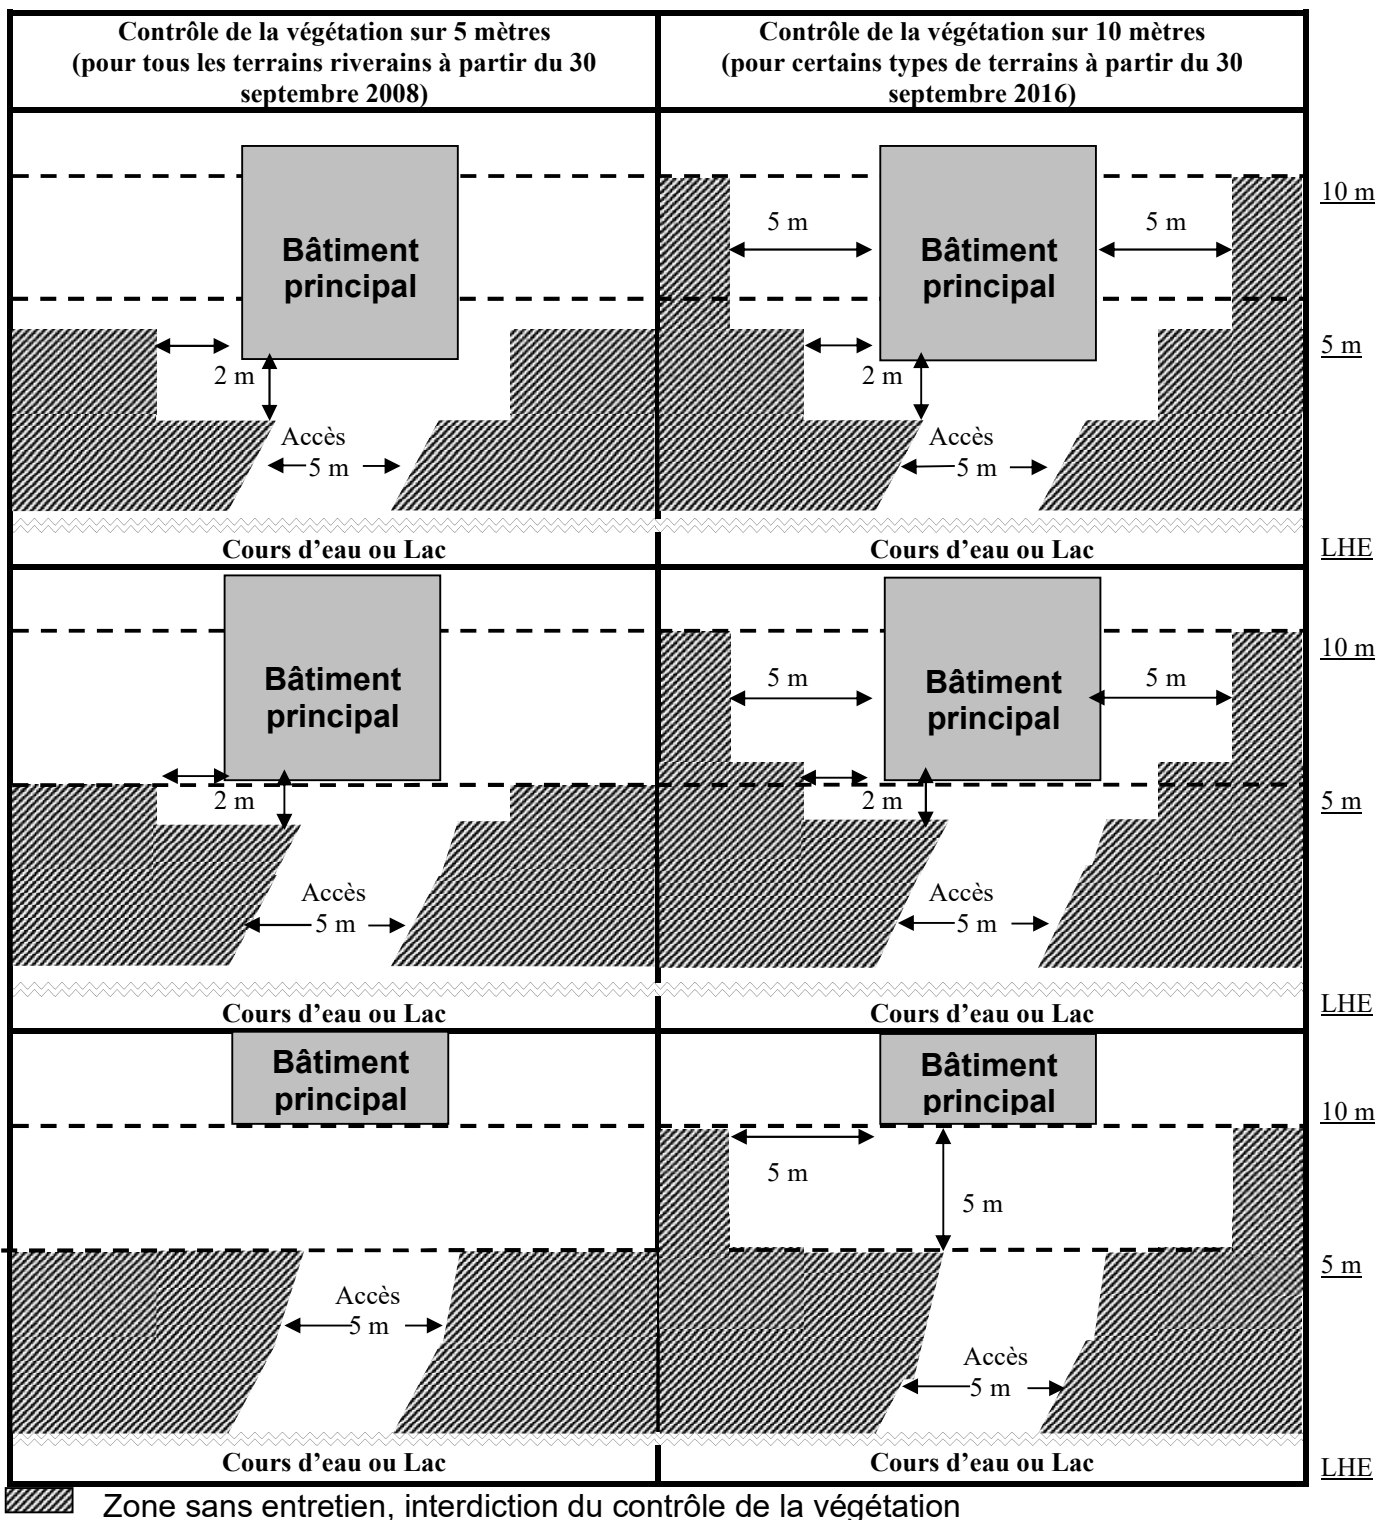 Contrôle de la végétation sur 5 mètres
(pour tous les terrains riverains à partir du 30
septembre 2008)
Contrôle de la végétation sur 10 mètres
(pour certains types de terrains à partir du 30
septembre 2016)
Bâtiment
principal
2 m
Accès
5 m
Cours d'eau ou Lac
5 m
5 m
Bâtiment
principal
2 m
Accès
5 m
Cours d'eau ou Lac
10 m
5 m
LHE
Bâtiment
principal
2 m
Accès
5 m
Cours d'eau ou Lac
5 m
5 m
Bâtiment
principal
2 m
Accès
5 m
Cours d'eau ou Lac
10 m
5 m
LHE
Bâtiment
principal
Accès
5 m
Cours d'eau ou Lac
Bâtiment
principal
5 m
5 m
Accès
5 m
Cours d'eau ou Lac
10 m
5 m
LHE
Zone sans entretien, interdiction du contrôle de la végétation